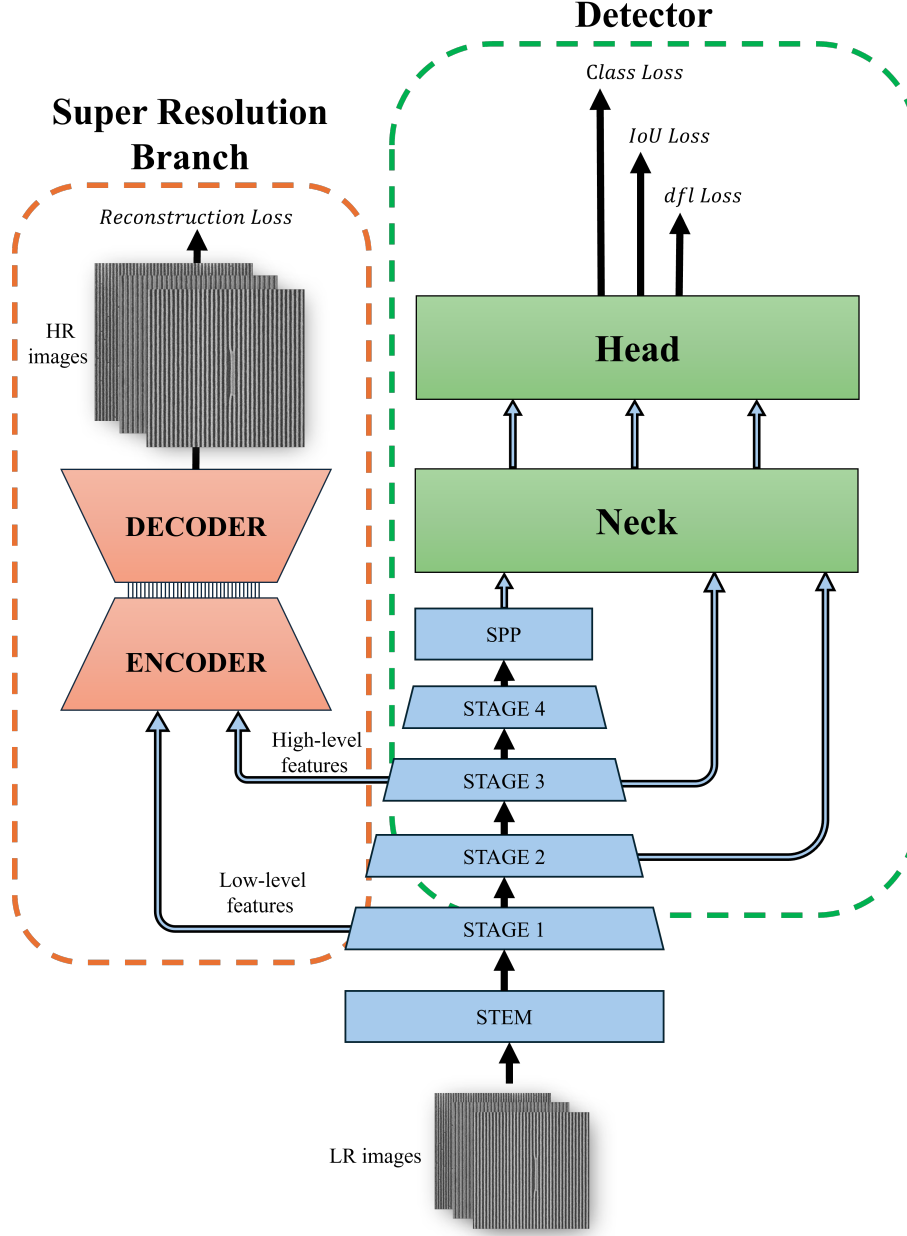 Detector
Class Loss
IoU Loss
dfl Loss
Super Resolution
Branch
Reconstruction Loss
HR
images
Head
DECODER
Neck
ENCODER
SPP
STAGE 4
High-level
features
STAGE 3
STAGE 2
Low-level
features
STAGE 1
STEM
LR images